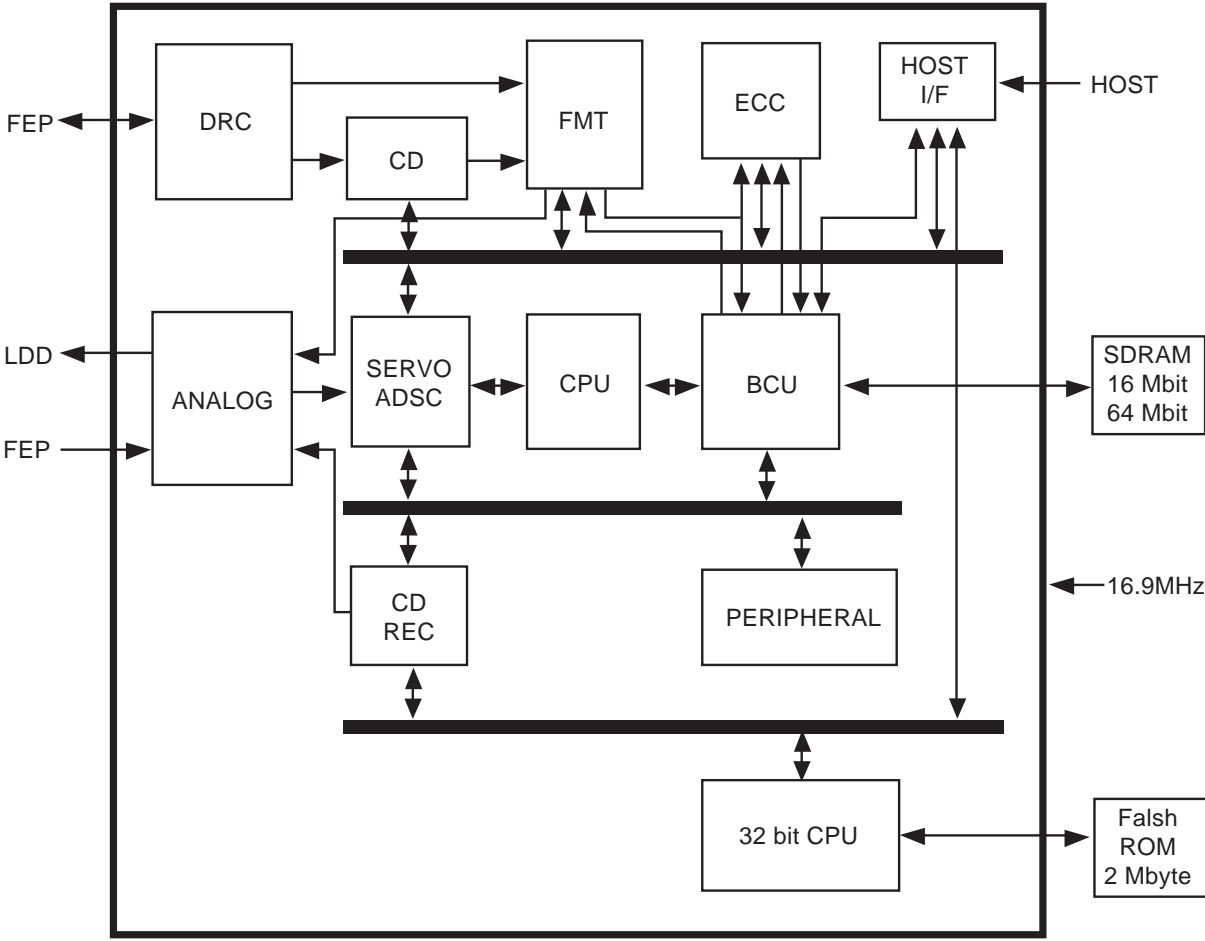 FEP
DRC
CD
FMT
ECC
HOST
I/F
HOST
LDD
FEP
ANALOG
SERVO
ADSC
CPU
BCU
SDRAM
16 Mbit
64 Mbit
CD
REC
PERIPHERAL
16.9MHz
32 bit CPU
Falsh
ROM
2 Mbyte